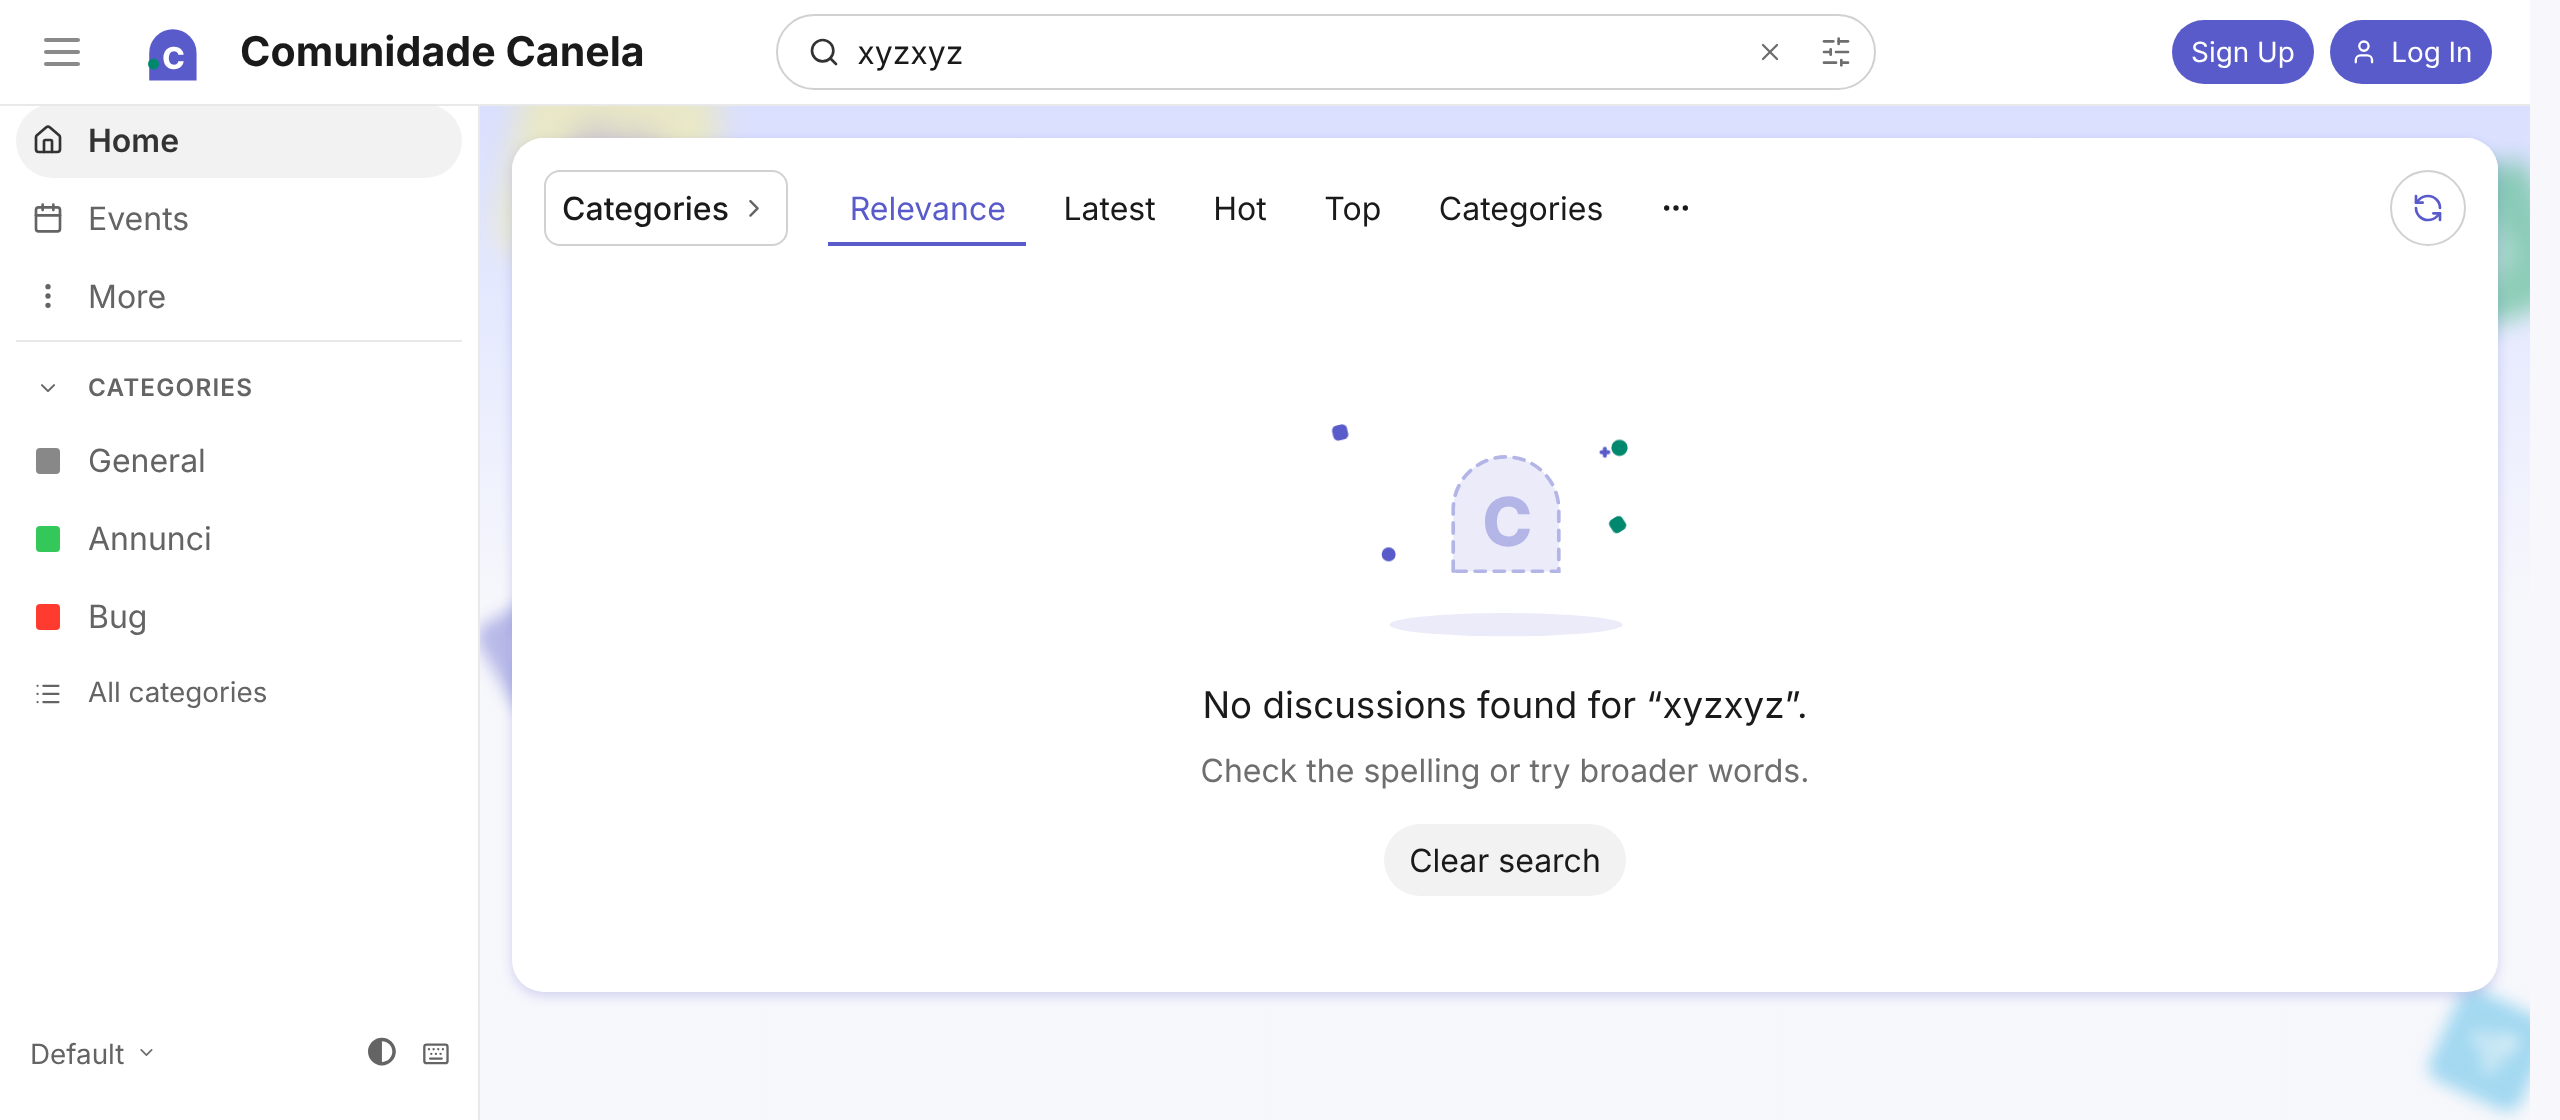 c
Comunidade Canela
xyzxyz
Sign Up
Log In
Home
Events
More
CATEGORIES
General
Annunci
Bug
All categories
Default
Categories
Relevance
Latest
Hot
Top
Categories
C
No discussions found for “xyzxyz”.
Check the spelling or try broader words.
Clear search